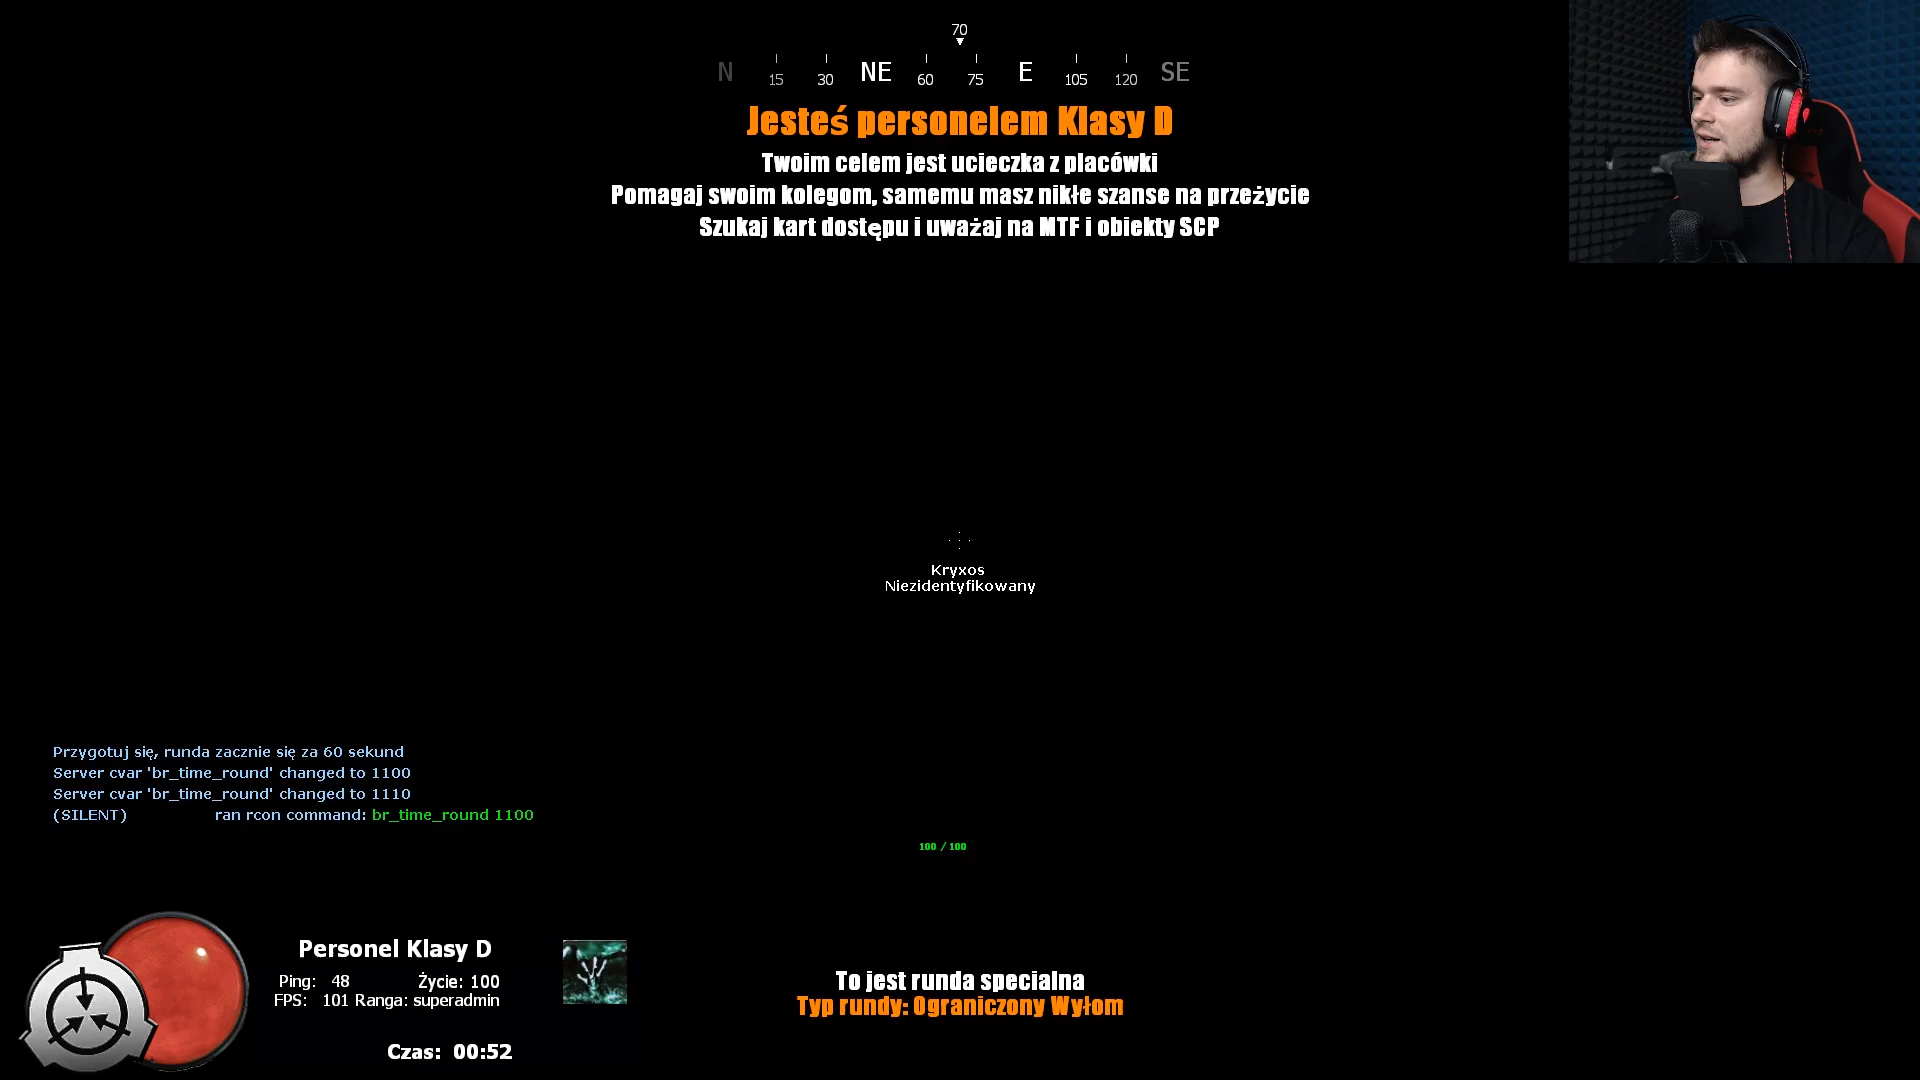 70
N 15 30 NE 60 75 E 105 120 SE
Jesteś personelem Klasy D
Twoim celem jest ucieczka z placówki
Pomagaj swoim kolegom, samemu masz nikłe szanse na przeżycie
Szukaj kart dostępu i uważaj na MTF i obiekty SCP
Kryxos
Niezidentyfikowany
Przygotuj się, runda zacznie się za 60 sekund
Server cvar 'br_time_round' changed to 1100
Server cvar 'br_time_round' changed to 1110
(SILENT) ran rcon command: br_time_round 1100
100 / 100
Personel Klasy D
Ping: 48 Życie: 100
FPS: 101 Ranga: superadmin
Czas: 00:52
To jest runda specialna
Typ rundy: Ograniczony Wyłom